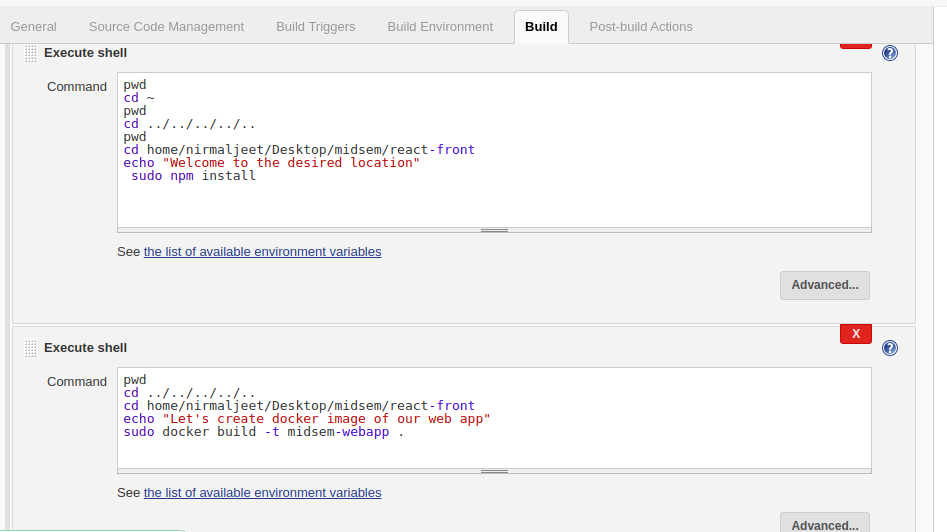 General Source Code Management Build Triggers Build Environment Build Post-build Actions
Execute shell
?
Command
pwd
cd ~
pwd
cd ../../../../..
pwd
cd home/nirmaljeet/Desktop/midsem/react-front
echo "Welcome to the desired location"
sudo npm install
See the list of available environment variables
Advanced...
X
Execute shell
?
Command
pwd
cd ../../../../..
cd home/nirmaljeet/Desktop/midsem/react-front
echo "Let's create docker image of our web app"
sudo docker build -t midsem-webapp .
See the list of available environment variables
Advanced...